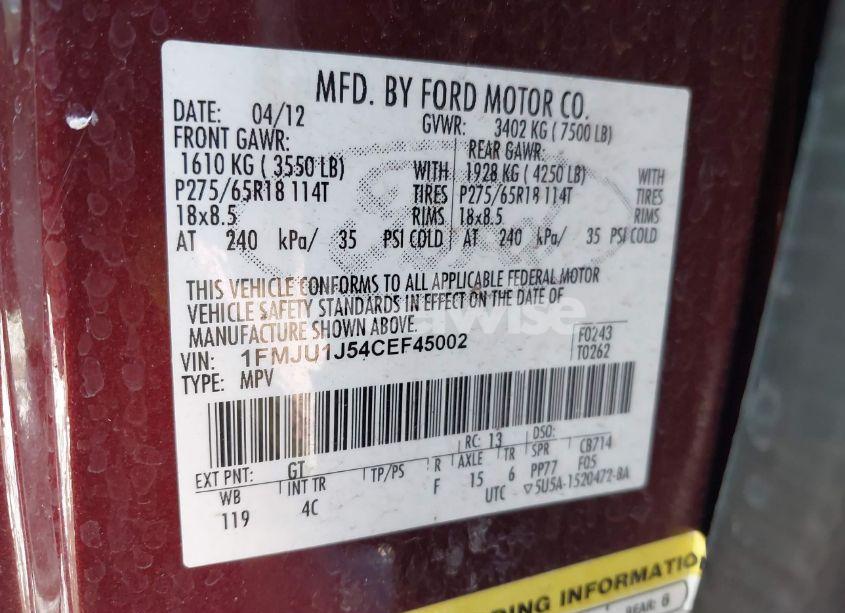 MFD. BY FORD MOTOR CO.
DATE: 04/12 GVWR: 3402 KG ( 7500 LB)
FRONT GAWR: REAR GAWR:
1610 KG ( 3550 LB) WITH 1928 KG ( 4250 LB) WITH
P275/65R18 114T TIRES P275/65R18 114T TIRES
18x8.5 RIMS 18x8.5 RIMS
AT 240 kPa/ 35 PSI COLD AT 240 kPa/ 35 PSI COLD
THIS VEHICLE CONFORMS TO ALL APPLICABLE FEDERAL MOTOR
VEHICLE SAFETY STANDARDS IN EFFECT ON THE DATE OF
MANUFACTURE SHOWN ABOVE.
VIN: 1FMJU1J54CEF45002 F0243
TYPE: MPV T0262
RC: 13 DSO:
EXT PNT: GT R AXLE TR SPR CB714
WB INT TR TP/PS F 15 6 PP77 F05
119 4C UTC ▽5U5A-1520472-BA
INFORMATION
REAR: 6